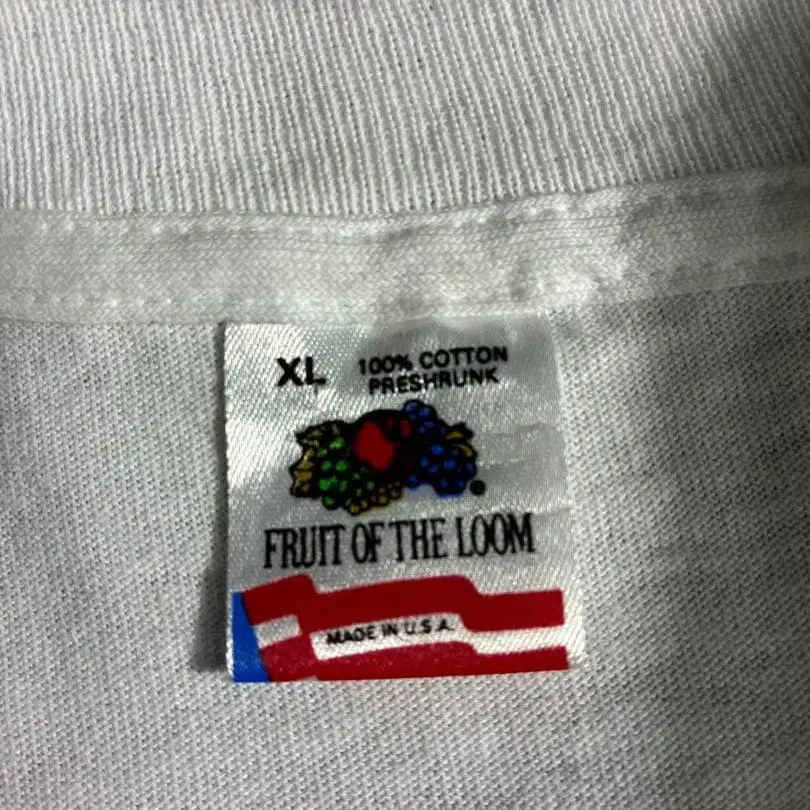 XL 100% COTTON
PRESHRUNK
FRUIT OF THE LOOM
MADE IN U.S.A.